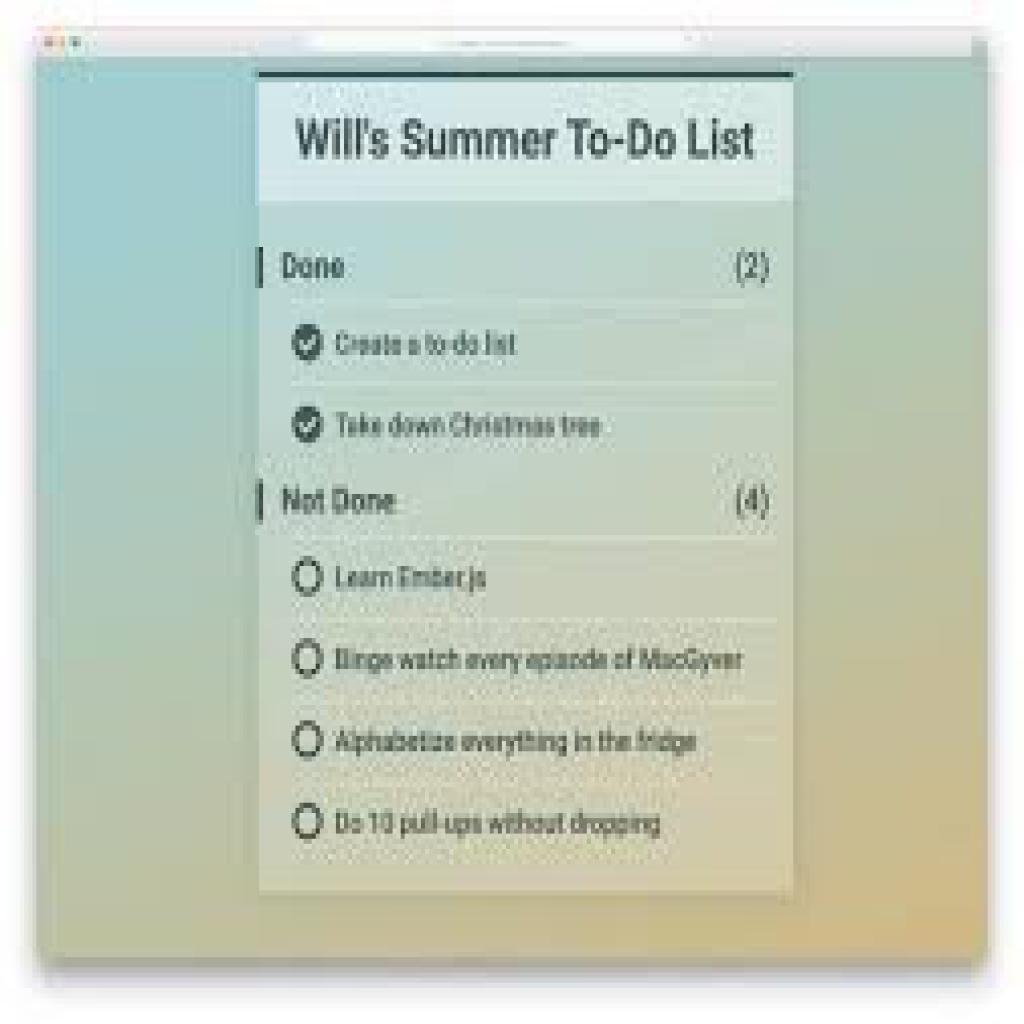 Will's Summer To-Do List
Done (2)
Create a to-do list
Take down Christmas tree
Not Done (4)
Learn Ember.js
Binge watch every episode of MacGyver
Alphabetize everything in the fridge
Do 10 pull-ups without dropping